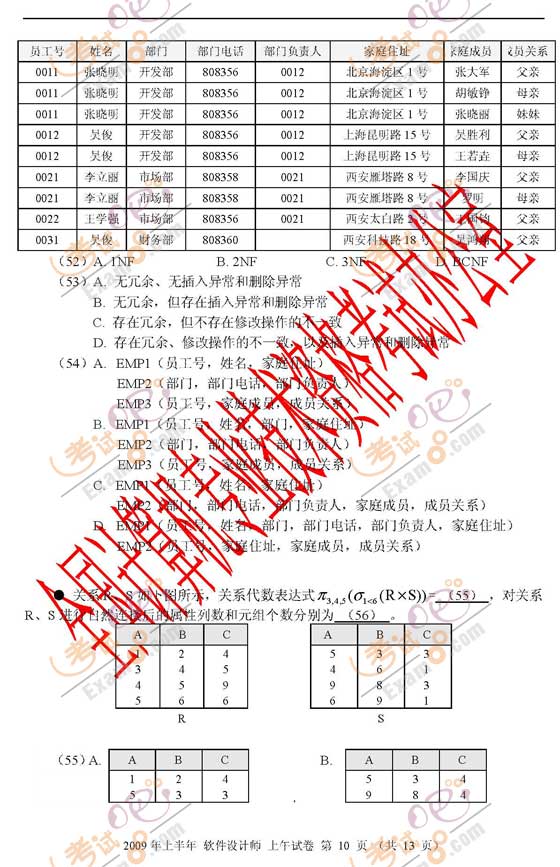 员工号 姓名 部门 部门电话 部门负责人 家庭住址 家庭成员 成员关系
0011 张晓明 开发部 808356 0012 北京海淀区1号 张大军 父亲
0011 张晓明 开发部 808356 0012 北京海淀区1号 胡敏铮 母亲
0011 张晓明 开发部 808356 0012 北京海淀区1号 张晓丽 妹妹
0012 吴俊 开发部 808356 0012 上海昆明路15号 吴胜利 父亲
0012 吴俊 开发部 808356 0012 上海昆明路15号 王若垚 母亲
0021 李立丽 市场部 808358 0021 西安雁塔路8号 李国庆 父亲
0021 李立丽 市场部 808358 0021 西安雁塔路8号 罗明 母亲
0022 王学强 市场部 808356 0021 西安太白路2号 父亲
0031 吴俊 财务部 808360 西安科技路18号 父亲
(52)A. 1NF B. 2NF C. 3NF D. BCNF
(53)A. 无冗余、无插入异常和删除异常
B. 无冗余,但存在插入异常和删除异常
C. 存在冗余,但不存在修改操作的不一致
D. 存在冗余、修改操作的不一致,以及插入异常和删除异常
(54)A. EMP1(员工号,姓名,家庭住址)
EMP2(部门,部门电话,部门负责人)
EMP3(员工号,家庭成员,成员关系)
B. EMP1(员工号,姓名,部门,家庭住址)
EMP2(部门,部门电话,部门负责人)
EMP3(员工号,家庭成员,成员关系)
C. EMP1(员工号,姓名,家庭住址)
EMP2(部门,部门电话,部门负责人,家庭成员,成员关系)
D. EMP1(员工号,姓名,部门,部门电话,部门负责人,家庭住址)
EMP2(员工号,家庭住址,家庭成员,成员关系)
● 关系R、S如下图所示,关系代数表达式π3,4,5(σ1<6(R×S))= (55) ,对关系
R、S进行自然连接后的属性列数和元组个数分别为 (56) 。
A B C A B C
1 2 4 5 3 3
3 4 5 4 6 1
4 5 9 9 8 3
5 6 6 6 9 1
R S
(55)A. A B C B. A B C
1 2 4 5 3 4
5 3 3 9 8 4
2009年上半年 软件设计师 上午试卷 第 10 页 (共 13 页)